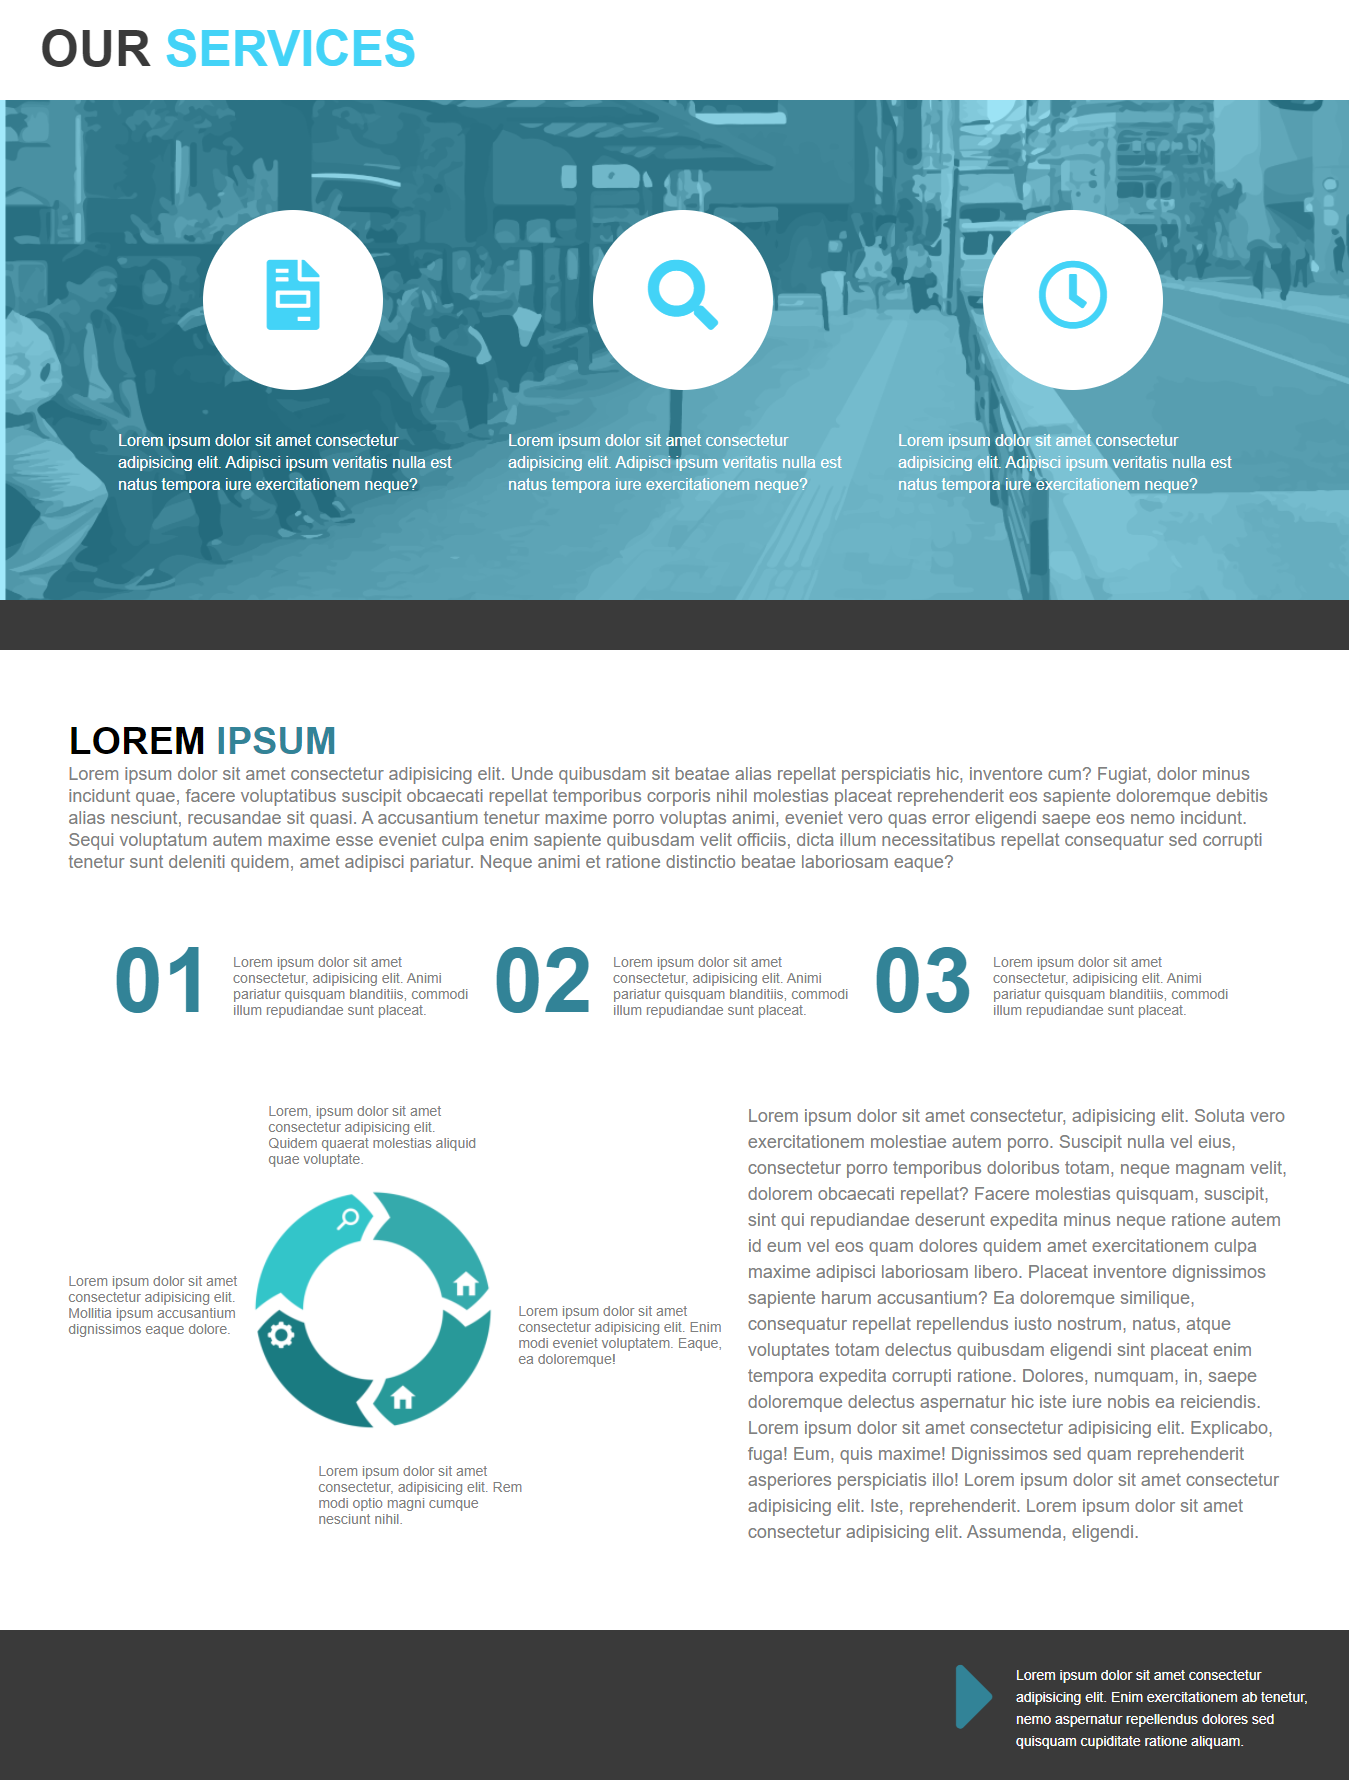 OUR SERVICES
Lorem ipsum dolor sit amet consectetur
adipisicing elit. Adipisci ipsum veritatis nulla est
natus tempora iure exercitationem neque?
Lorem ipsum dolor sit amet consectetur
adipisicing elit. Adipisci ipsum veritatis nulla est
natus tempora iure exercitationem neque?
Lorem ipsum dolor sit amet consectetur
adipisicing elit. Adipisci ipsum veritatis nulla est
natus tempora iure exercitationem neque?
LOREM IPSUM
Lorem ipsum dolor sit amet consectetur adipisicing elit. Unde quibusdam sit beatae alias repellat perspiciatis hic, inventore cum? Fugiat, dolor minus
incidunt quae, facere voluptatibus suscipit obcaecati repellat temporibus corporis nihil molestias placeat reprehenderit eos sapiente doloremque debitis
alias nesciunt, recusandae sit quasi. A accusantium tenetur maxime porro voluptas animi, eveniet vero quas error eligendi saepe eos nemo incidunt.
Sequi voluptatum autem maxime esse eveniet culpa enim sapiente quibusdam velit officiis, dicta illum necessitatibus repellat consequatur sed corrupti
tenetur sunt deleniti quidem, amet adipisci pariatur. Neque animi et ratione distinctio beatae laboriosam eaque?
01
Lorem ipsum dolor sit amet
consectetur, adipisicing elit. Animi
pariatur quisquam blanditiis, commodi
illum repudiandae sunt placeat.
02
Lorem ipsum dolor sit amet
consectetur, adipisicing elit. Animi
pariatur quisquam blanditiis, commodi
illum repudiandae sunt placeat.
03
Lorem ipsum dolor sit amet
consectetur, adipisicing elit. Animi
pariatur quisquam blanditiis, commodi
illum repudiandae sunt placeat.
Lorem, ipsum dolor sit amet
consectetur adipisicing elit.
Quidem quaerat molestias aliquid
quae voluptate.
Lorem ipsum dolor sit amet
consectetur adipisicing elit.
Mollitia ipsum accusantium
dignissimos eaque dolore.
Lorem ipsum dolor sit amet
consectetur adipisicing elit. Enim
modi eveniet voluptatem. Eaque,
ea doloremque!
Lorem ipsum dolor sit amet
consectetur, adipisicing elit. Rem
modi optio magni cumque
nesciunt nihil.
Lorem ipsum dolor sit amet consectetur, adipisicing elit. Soluta vero
exercitationem molestiae autem porro. Suscipit nulla vel eius,
consectetur porro temporibus doloribus totam, neque magnam velit,
dolorem obcaecati repellat? Facere molestias quisquam, suscipit,
sint qui repudiandae deserunt expedita minus neque ratione autem
id eum vel eos quam dolores quidem amet exercitationem culpa
maxime adipisci laboriosam libero. Placeat inventore dignissimos
sapiente harum accusantium? Ea doloremque similique,
consequatur repellat repellendus iusto nostrum, natus, atque
voluptates totam delectus quibusdam eligendi sint placeat enim
tempora expedita corrupti ratione. Dolores, numquam, in, saepe
doloremque delectus aspernatur hic iste iure nobis ea reiciendis.
Lorem ipsum dolor sit amet consectetur adipisicing elit. Explicabo,
fuga! Eum, quis maxime! Dignissimos sed quam reprehenderit
asperiores perspiciatis illo! Lorem ipsum dolor sit amet consectetur
adipisicing elit. Iste, reprehenderit. Lorem ipsum dolor sit amet
consectetur adipisicing elit. Assumenda, eligendi.
Lorem ipsum dolor sit amet consectetur
adipisicing elit. Enim exercitationem ab tenetur,
nemo aspernatur repellendus dolores sed
quisquam cupiditate ratione aliquam.